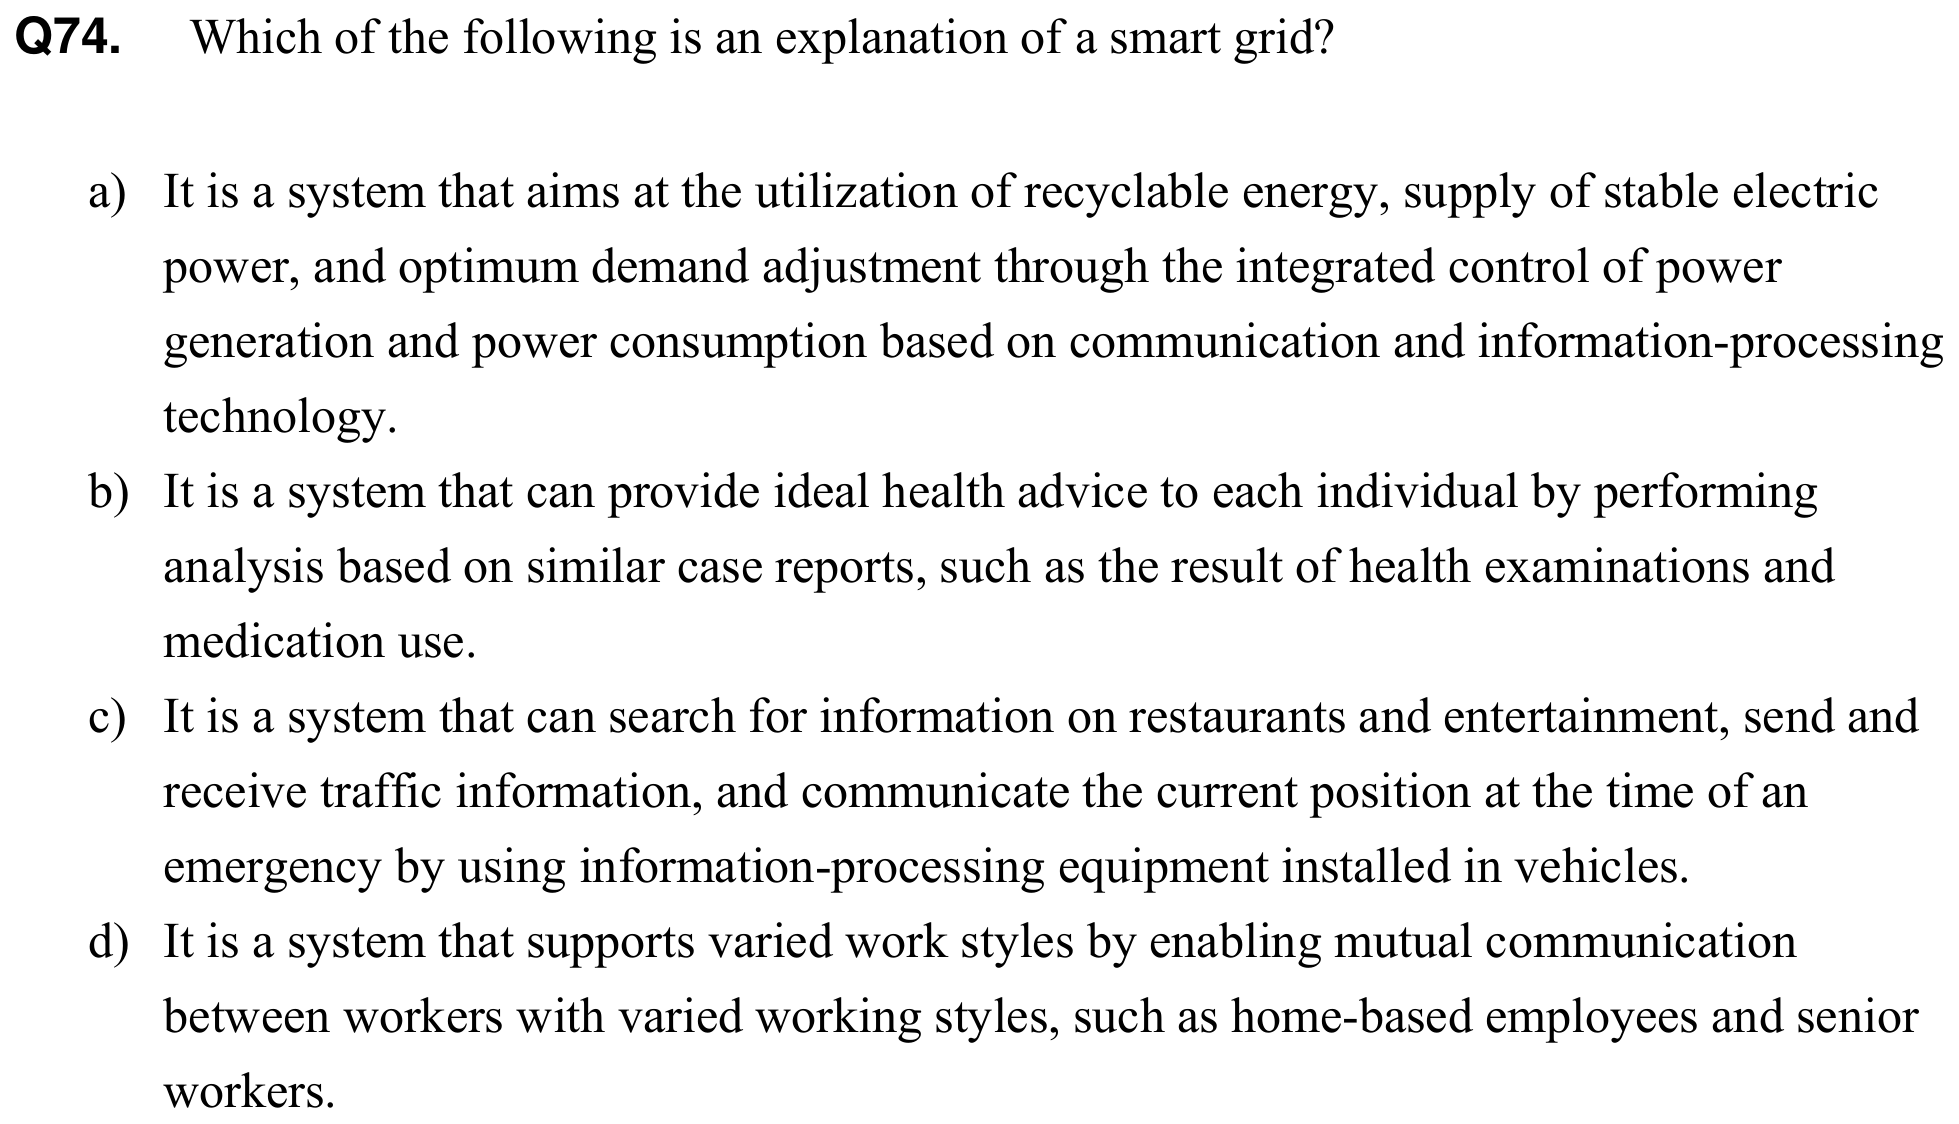 Q74. Which of the following is an explanation of a smart grid?
a) It is a system that aims at the utilization of recyclable energy, supply of stable electric
power, and optimum demand adjustment through the integrated control of power
generation and power consumption based on communication and information-processing
technology.
b) It is a system that can provide ideal health advice to each individual by performing
analysis based on similar case reports, such as the result of health examinations and
medication use.
c) It is a system that can search for information on restaurants and entertainment, send and
receive traffic information, and communicate the current position at the time of an
emergency by using information-processing equipment installed in vehicles.
d) It is a system that supports varied work styles by enabling mutual communication
between workers with varied working styles, such as home-based employees and senior
workers.